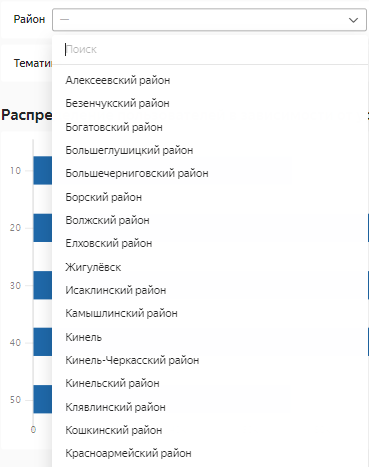 Район —
Поиск
Темати
Алексеевский район
Безенчукский район
Распре
Богатовский район
Большеглушицкий район
10
Большечерниговский район
Борский район
20
Волжский район
Елховский район
Жигулёвск
30
Исаклинский район
Камышлинский район
40
Кинель
Кинель-Черкасский район
Кинельский район
50
Клявлинский район
0
Кошкинский район
Красноармейский район